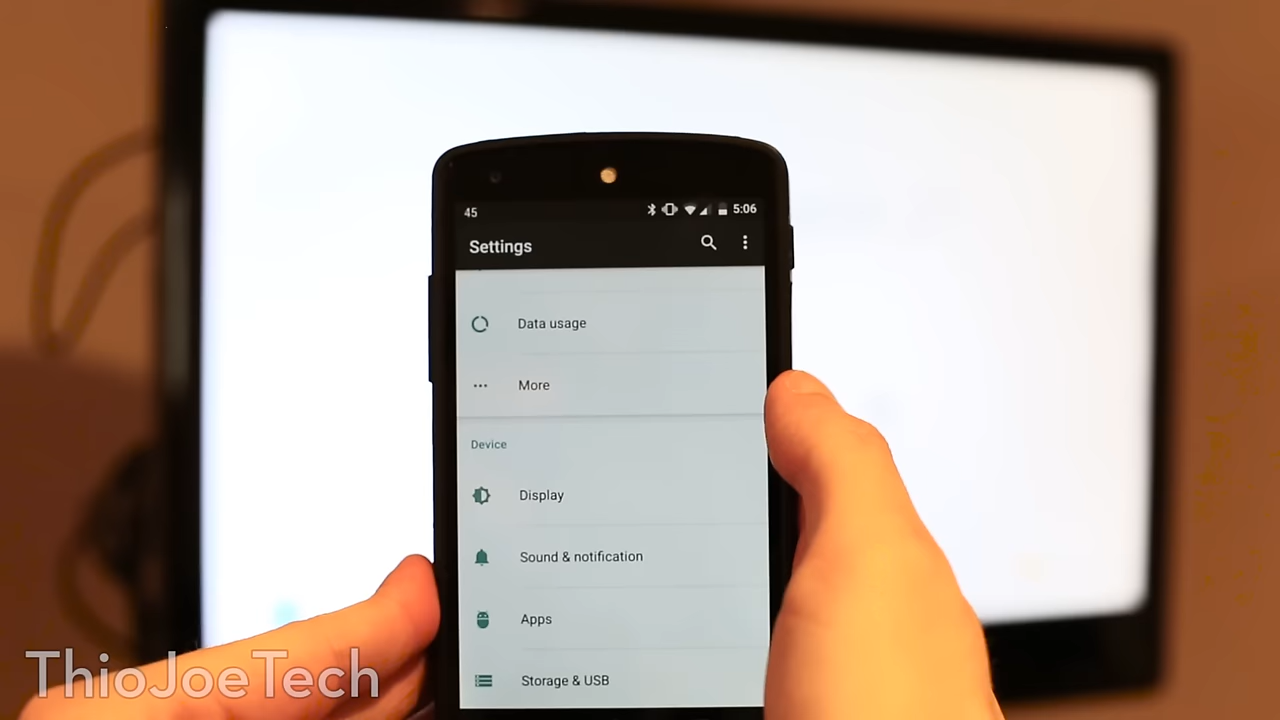 45 5:06
Settings
Data usage
More
Device
Display
Sound & notification
Apps
Storage & USB
ThioJoeTech